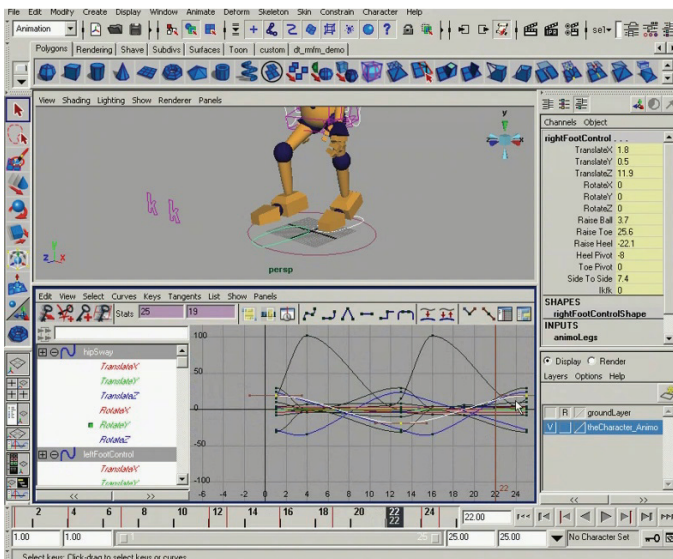 File Edit Modify Create Display Window Animate Deform Skeleton Skin Constrain Character Help
Animation
sel-
Polygons Rendering Shave Subdivs Surfaces Toon custom dt_mfm_demo
View Shading Lighting Show Renderer Panels
y
z x
persp
Channels Object
rightFootControl . . .
TranslateX 1.8
TranslateY 0.5
TranslateZ 11.9
RotateX 0
RotateY 0
RotateZ 0
Raise Ball 3.7
Raise Toe 25.6
Raise Heel -22.1
Heel Pivot -8
Toe Pivot 0
Side To Side 7.4
Ikfk 0
SHAPES
rightFootControlShape
INPUTS
animoLegs
Display Render
Layers Options Help
R groundLayer
V theCharacter_Animo
Edit View Select Curves Keys Tangents List Show Panels
Stats 25 19
hipSway
TranslateX
TranslateY
TranslateZ
RotateX
RotateY
RotateZ
leftFootControl
TranslateX
TranslateY
100
50
0
-50
-100
22
-6 -4 -2 0 2 4 6 8 10 12 14 16 18 20 22 24
<< >>
<< >>
2 4 6 8 10 12 14 16 18 20 22 24
22
22.00
1.00 1.00 1 25 25.00 25.00 No Character Set
Select keys: Click-drag to select keys or curves